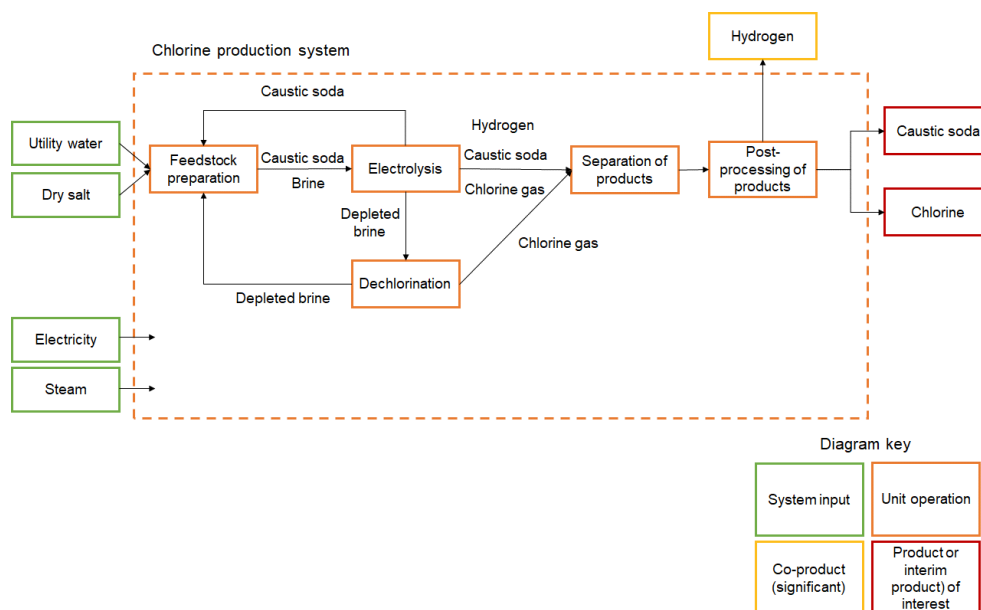 Hydrogen
Chlorine production system
Caustic soda
Utility water
Dry salt
Feedstock
preparation
Caustic soda
Brine
Electrolysis
Hydrogen
Caustic soda
Chlorine gas
Separation of
products
Post-
processing of
products
Caustic soda
Chlorine
Depleted
brine
Chlorine gas
Dechlorination
Depleted brine
Electricity
Steam
Diagram key
System input
Unit operation
Co-product
(significant)
Product or
interim
product) of
interest